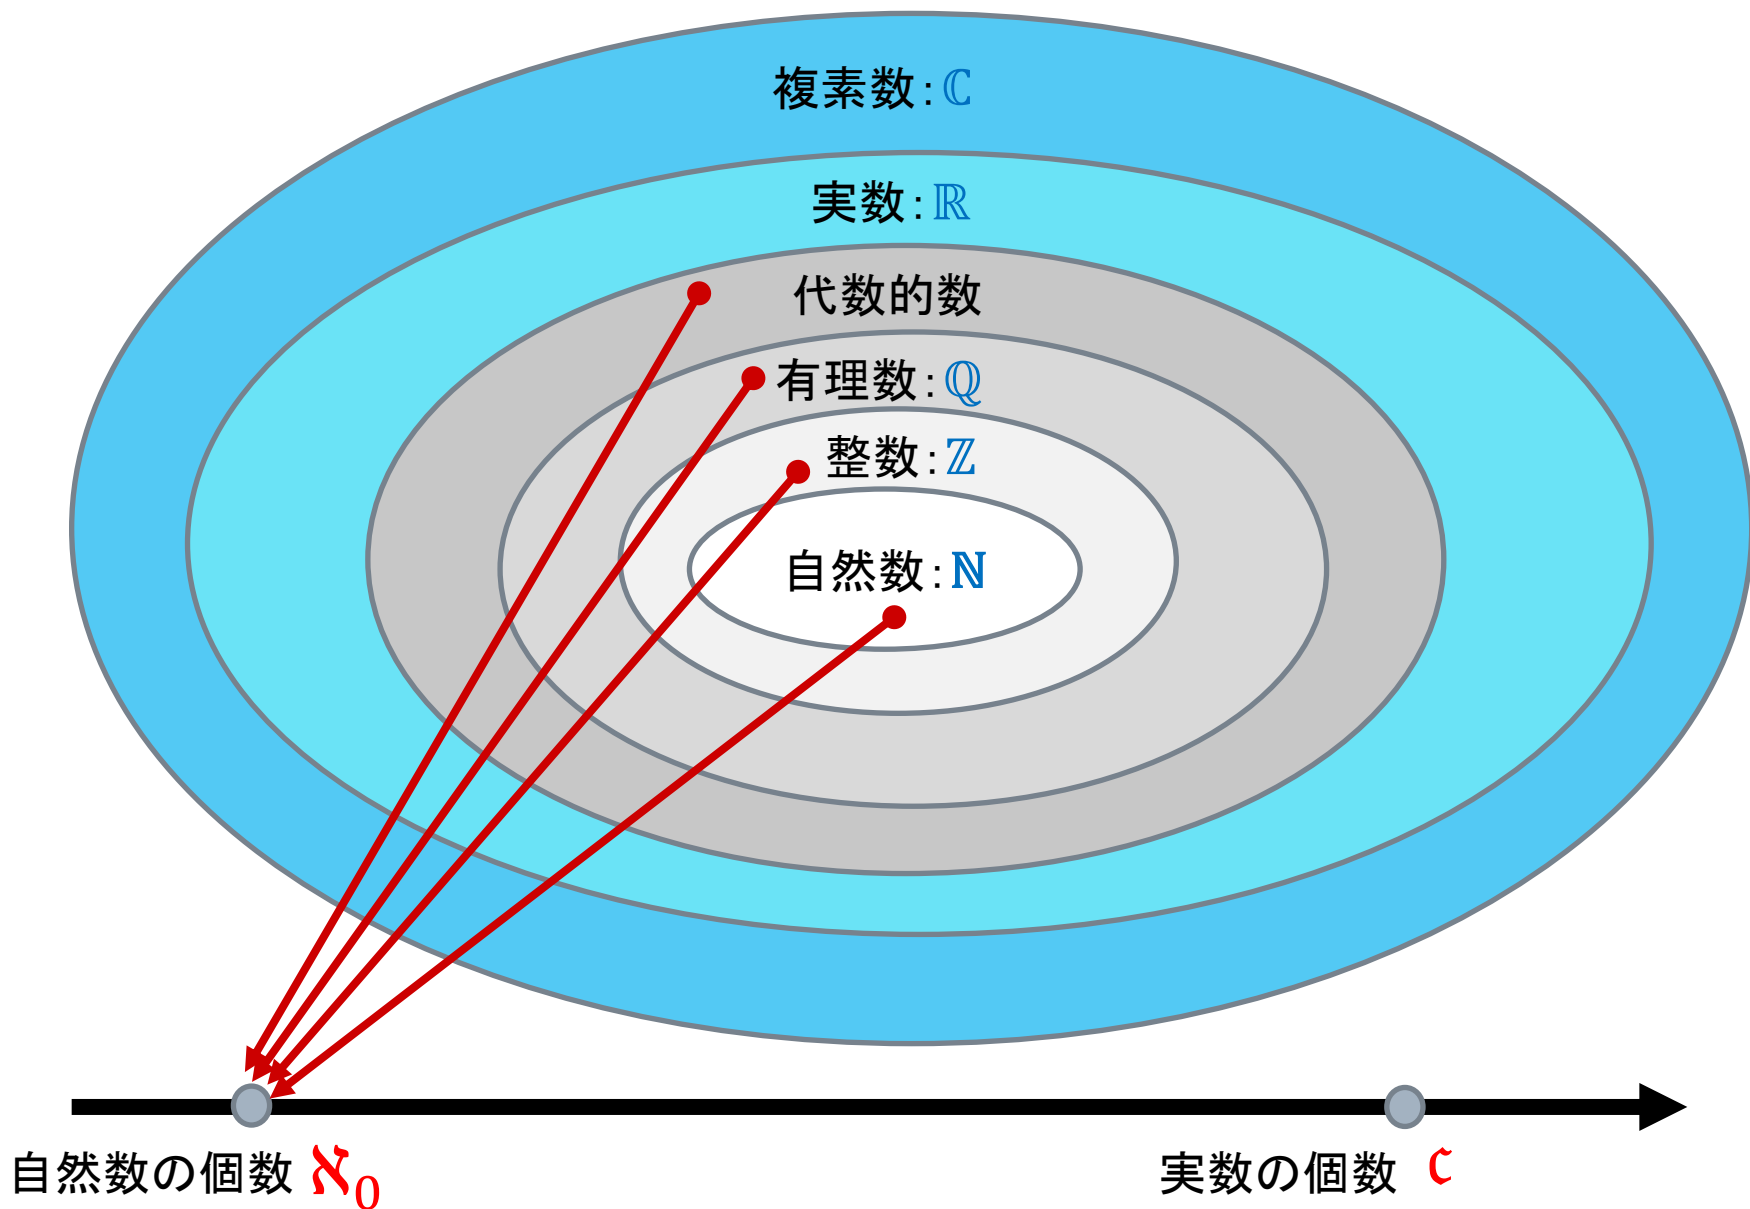 複素数：ℂ
実数：ℝ
代数的数
有理数：ℚ
整数：ℤ
自然数：ℕ
自然数の個数 ℵ₀
実数の個数 𝔠